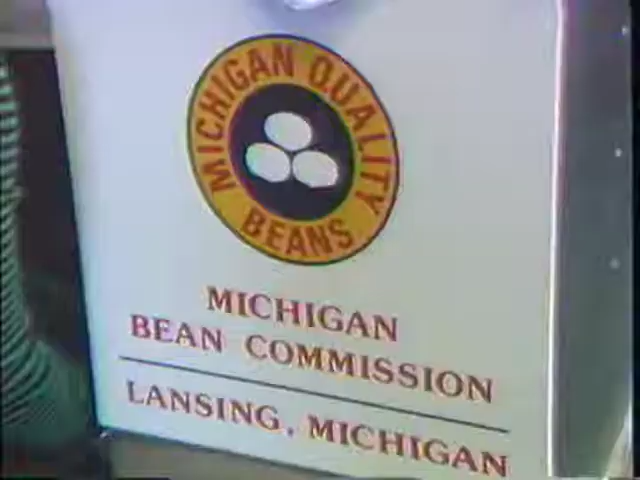 MICHIGAN QUALITY
BEANS
MICHIGAN
BEAN COMMISSION
LANSING, MICHIGAN